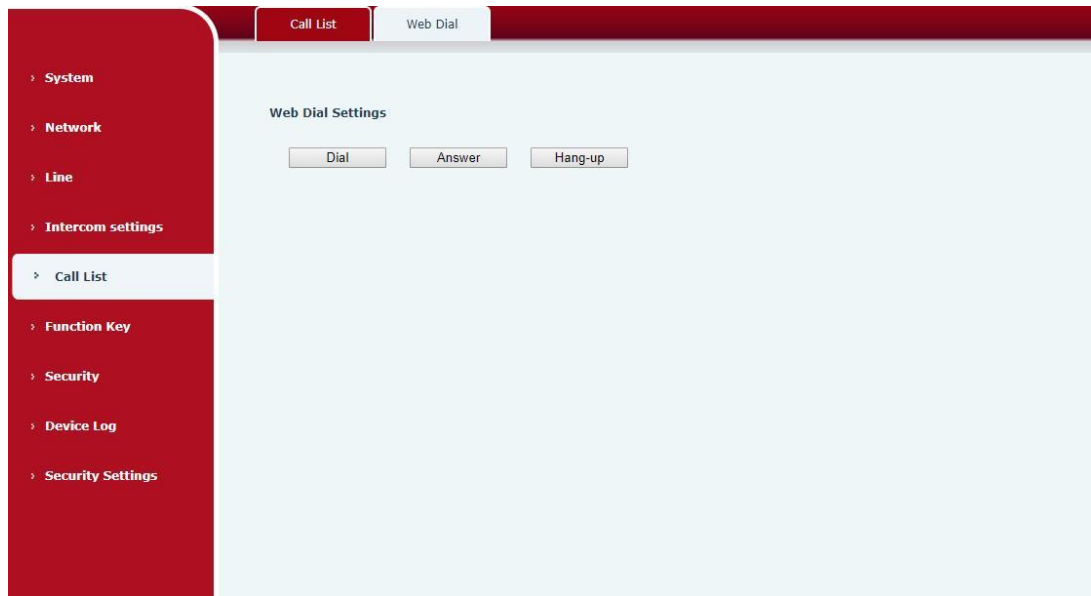 Call List
Web Dial
System
Network
Line
Intercom settings
Call List
Function Key
Security
Device Log
Security Settings
Web Dial Settings
Dial
Answer
Hang-up